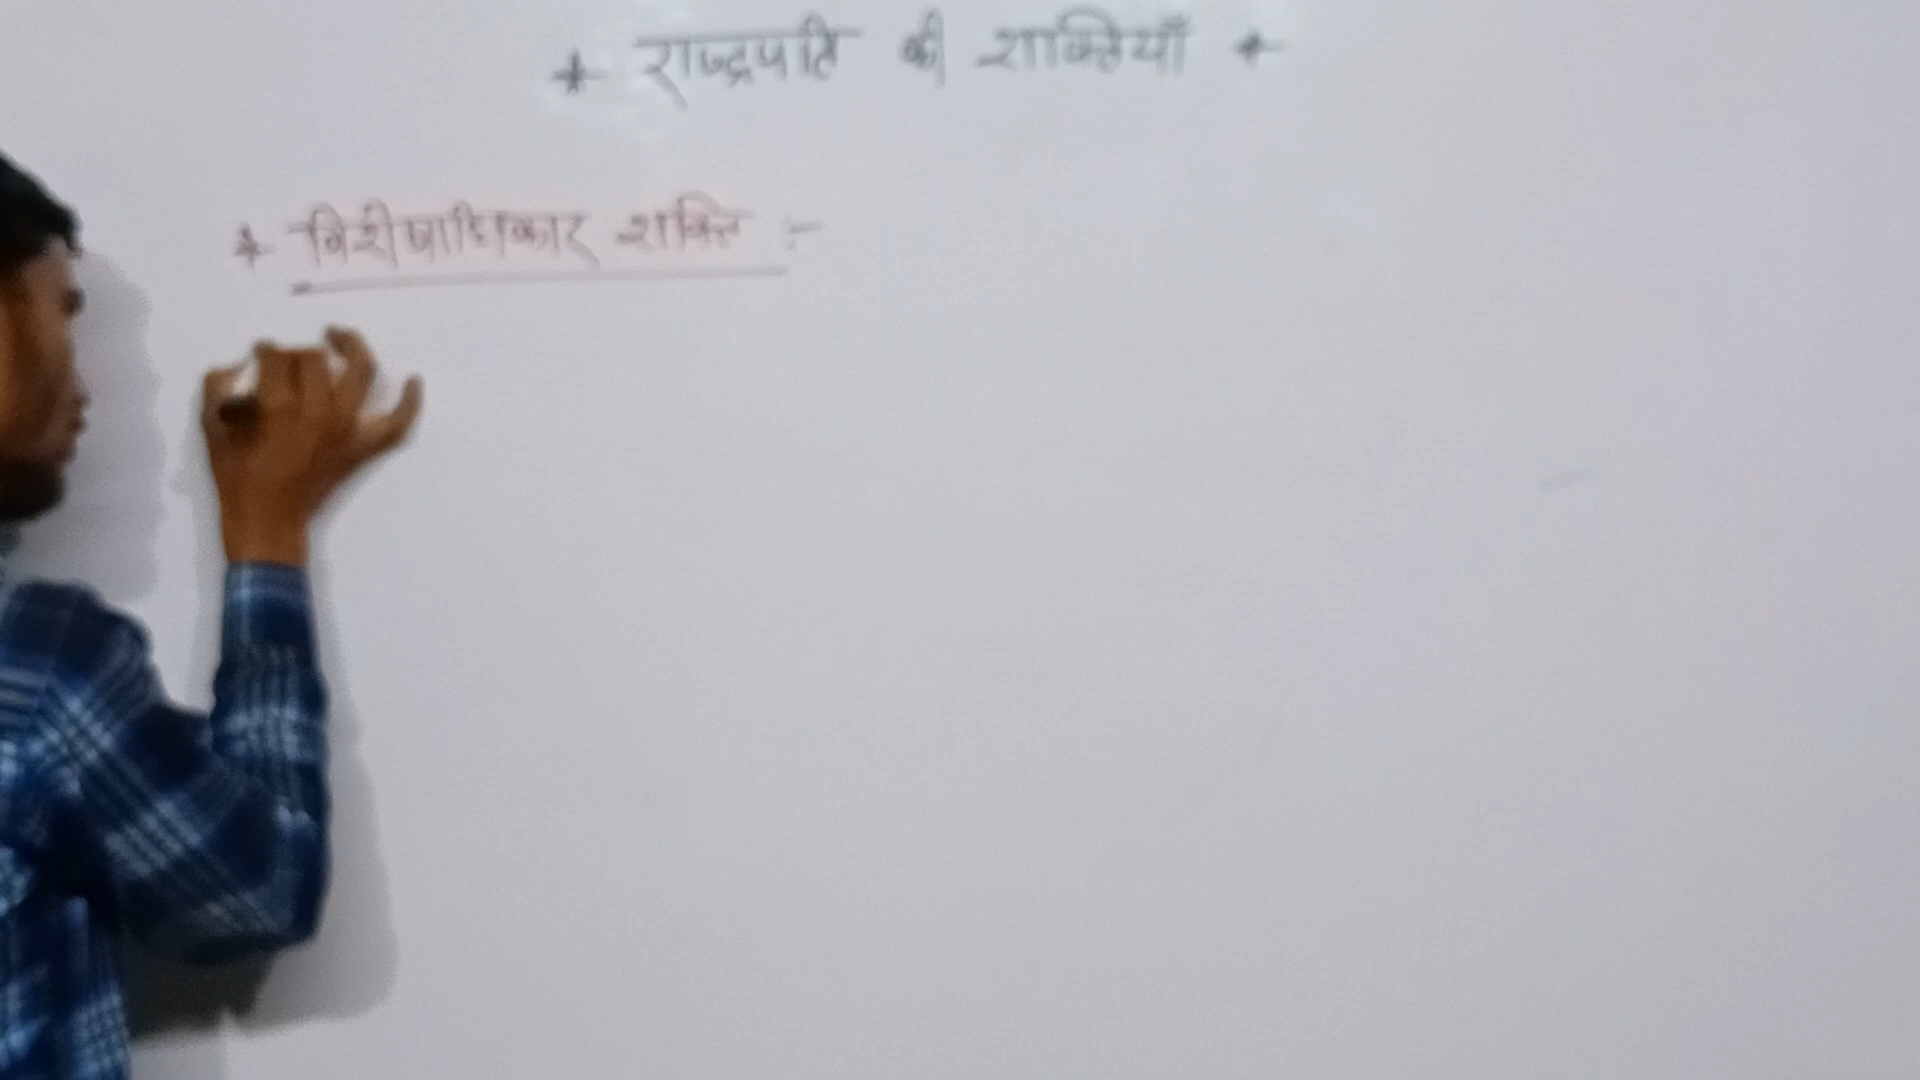 * राष्ट्रपति की शक्तियाँ *
* विशेषाधिकार शक्ति :-